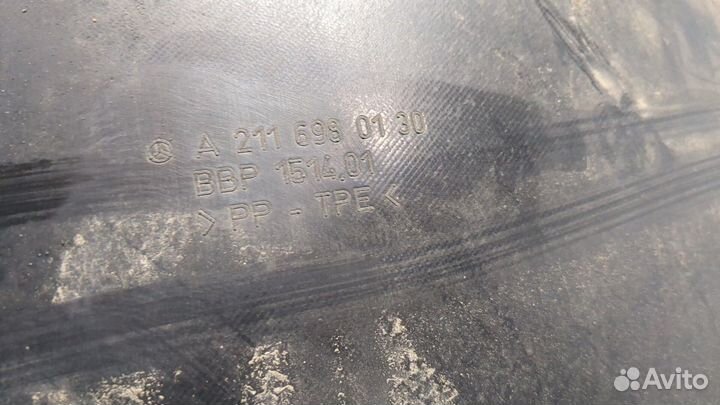 A 211 698 01 30
BBP 1514.01
>PP - TPE<
Avito